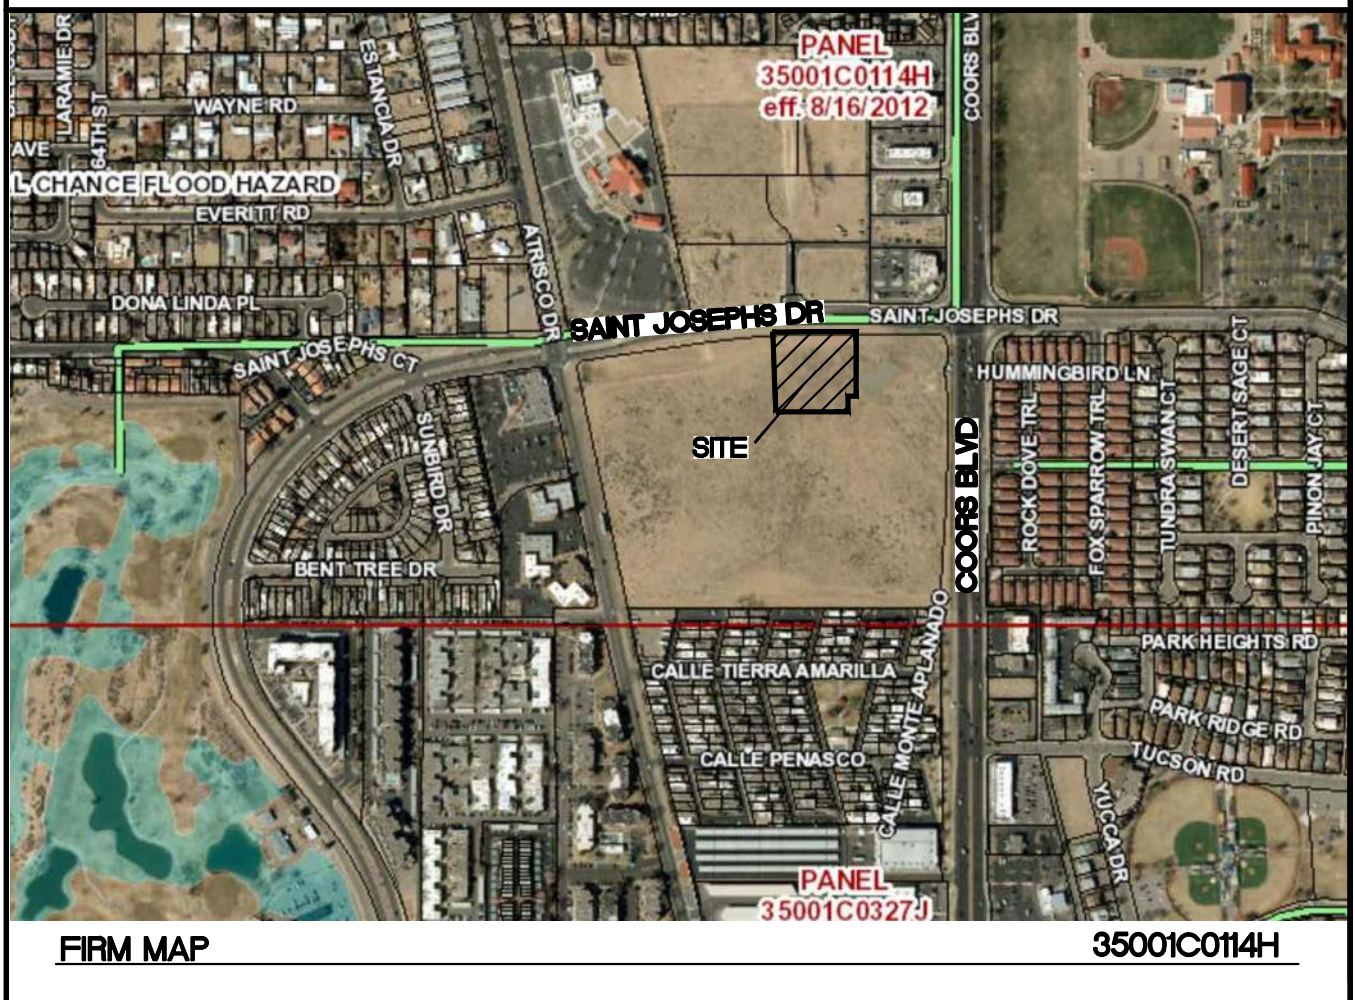 PANEL
35001C0114H
eff. 8/16/2012
COORS BLV
LARAMIE DR
64TH ST
ESTANCIA DR
WAYNE RD
AVE
L CHANCE FLOOD HAZARD
EVERITT RD
ATRISCO DR
DONA LINDA PL
SAINT JOSEPHS DR
SAINT JOSEPHS DR
SAINT JOSEPHS CT
HUMMINGBIRD LN
SITE
SUNBIRD DR
COORS BLVD
ROCK DOVE TRL
FOX SPARROW TRL
TUNDRA SWAN CT
DESERT SAGE CT
PINON JAY CT
BENT TREE DR
CALLE MONTE APLANADO
PARK HEIGHTS RD
CALLE TIERRA AMARILLA
PARK RIDGE RD
CALLE PENASCO
TUCSON RD
YUCCA DR
PANEL
35001C0327J
FIRM MAP
35001C0114H